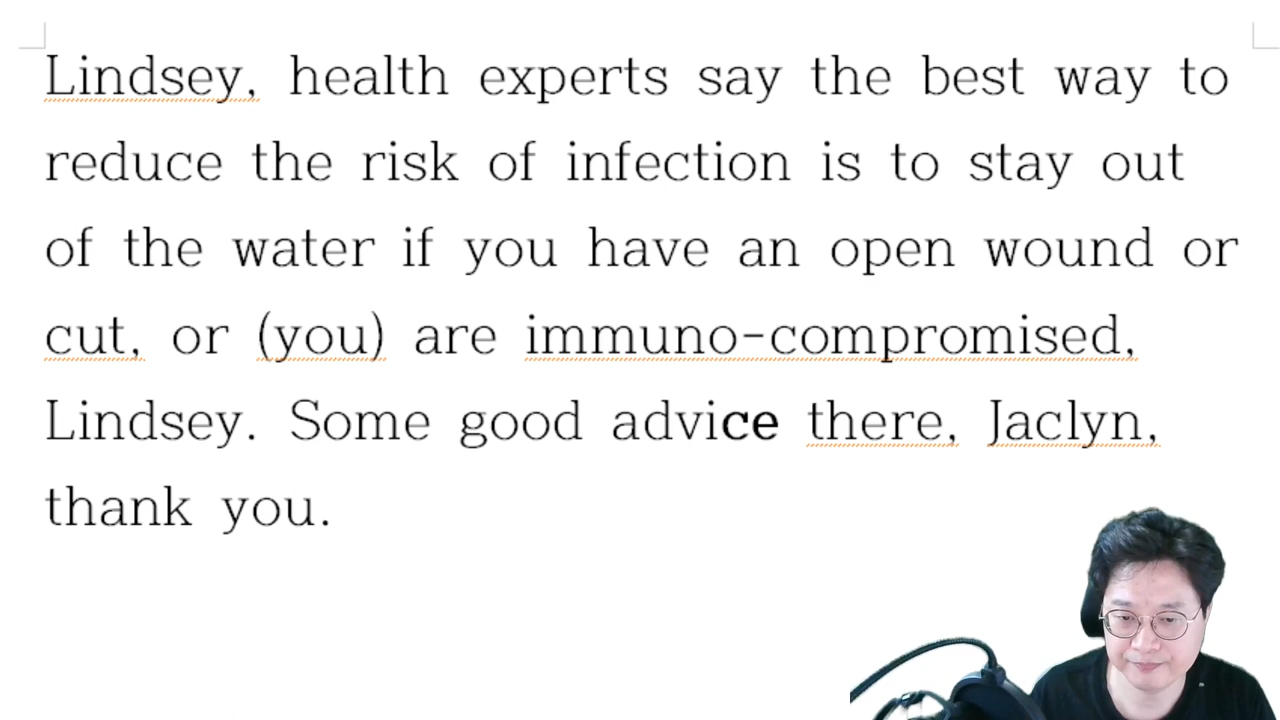 Lindsey, health experts say the best way to
reduce the risk of infection is to stay out
of the water if you have an open wound or
cut, or (you) are immuno-compromised,
Lindsey. Some good advice there, Jaclyn,
thank you.